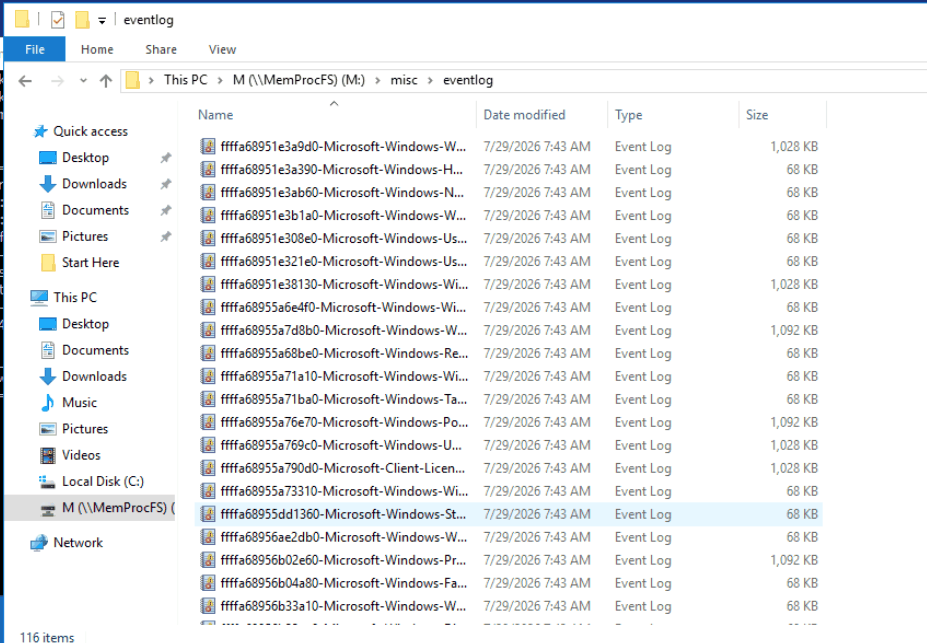 eventlog
File Home Share View
This PC M (\\MemProcFS) (M:) misc eventlog
Name Date modified Type Size
Quick access
Desktop
Downloads
Documents
Pictures
Start Here
This PC
Desktop
Documents
Downloads
Music
Pictures
Videos
Local Disk (C:)
M (\\MemProcFS) (
Network
ffffa68951e3a9d0-Microsoft-Windows-W... 7/29/2026 7:43 AM Event Log 1,028 KB
ffffa68951e3a390-Microsoft-Windows-H... 7/29/2026 7:43 AM Event Log 68 KB
ffffa68951e3ab60-Microsoft-Windows-N... 7/29/2026 7:43 AM Event Log 68 KB
ffffa68951e3b1a0-Microsoft-Windows-W... 7/29/2026 7:43 AM Event Log 68 KB
ffffa68951e308e0-Microsoft-Windows-Us... 7/29/2026 7:43 AM Event Log 68 KB
ffffa68951e321e0-Microsoft-Windows-Us... 7/29/2026 7:43 AM Event Log 68 KB
ffffa68951e38130-Microsoft-Windows-Wi... 7/29/2026 7:43 AM Event Log 1,028 KB
ffffa68955a6e4f0-Microsoft-Windows-Wi... 7/29/2026 7:43 AM Event Log 68 KB
ffffa68955a7d8b0-Microsoft-Windows-W... 7/29/2026 7:43 AM Event Log 1,092 KB
ffffa68955a68be0-Microsoft-Windows-Re... 7/29/2026 7:43 AM Event Log 68 KB
ffffa68955a71a10-Microsoft-Windows-Wi... 7/29/2026 7:43 AM Event Log 68 KB
ffffa68955a71ba0-Microsoft-Windows-Ta... 7/29/2026 7:43 AM Event Log 68 KB
ffffa68955a76e70-Microsoft-Windows-Po... 7/29/2026 7:43 AM Event Log 1,092 KB
ffffa68955a769c0-Microsoft-Windows-U... 7/29/2026 7:43 AM Event Log 1,028 KB
ffffa68955a790d0-Microsoft-Client-Licen... 7/29/2026 7:43 AM Event Log 1,028 KB
ffffa68955a73310-Microsoft-Windows-Wi... 7/29/2026 7:43 AM Event Log 68 KB
ffffa68955dd1360-Microsoft-Windows-St... 7/29/2026 7:43 AM Event Log 68 KB
ffffa68956ae2db0-Microsoft-Windows-W... 7/29/2026 7:43 AM Event Log 68 KB
ffffa68956b02e60-Microsoft-Windows-Pr... 7/29/2026 7:43 AM Event Log 1,092 KB
ffffa68956b04a80-Microsoft-Windows-Fa... 7/29/2026 7:43 AM Event Log 68 KB
ffffa68956b33a10-Microsoft-Windows-W... 7/29/2026 7:43 AM Event Log 68 KB
116 items